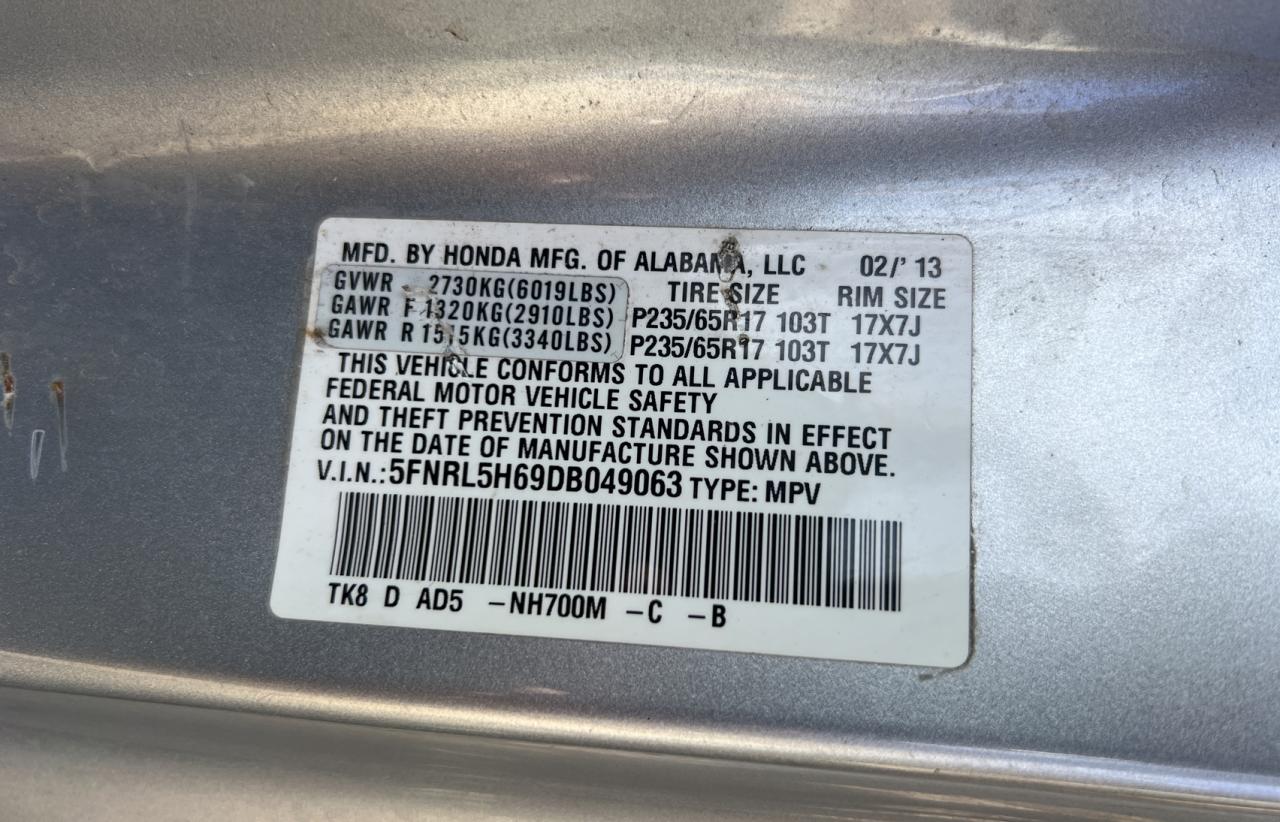 MFD. BY HONDA MFG. OF ALABAMA, LLC 02/' 13
GVWR 2730KG(6019LBS) TIRE SIZE RIM SIZE
GAWR F 1320KG(2910LBS) P235/65R17 103T 17X7J
GAWR R 1515KG(3340LBS) P235/65R17 103T 17X7J
THIS VEHICLE CONFORMS TO ALL APPLICABLE
FEDERAL MOTOR VEHICLE SAFETY
AND THEFT PREVENTION STANDARDS IN EFFECT
ON THE DATE OF MANUFACTURE SHOWN ABOVE.
V.I.N.: 5FNRL5H69DB049063 TYPE: MPV
TK8 D AD5 -NH700M -C -B